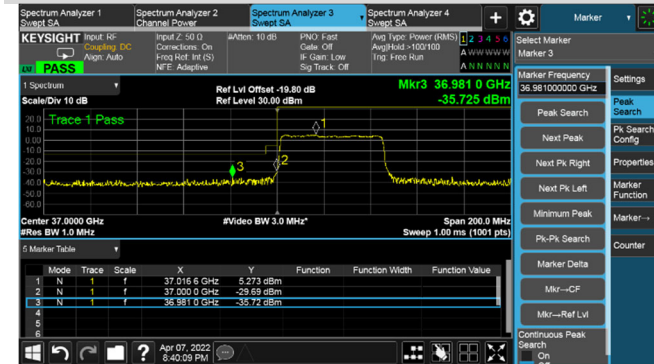 Spectrum Analyzer 1 Swept SA
Spectrum Analyzer 2 Channel Power
Spectrum Analyzer 3 Swept SA
Spectrum Analyzer 4 Swept SA
+
Marker
KEYSIGHT Input: RF
Coupling: DC
Align: Auto
LXI PASS
Input Z: 50 Ω
Corrections: On
Freq Ref: Int (S)
NFE: Adaptive
#Atten: 10 dB
PNO: Fast
Gate: Off
IF Gain: Low
Sig Track: Off
Avg Type: Power (RMS)
Avg|Hold >100/100
Trig: Free Run
1 2 3 4 5 6
A W W W W W
A N N N N N
Select Marker
Marker 3
1 Spectrum
Scale/Div 10 dB
Ref Lvl Offset -19.80 dB
Ref Level 30.00 dBm
Mkr3 36.981 0 GHz
-35.725 dBm
Trace 1 Pass
20.0
10.0
0.00
-10.0
-20.0
-30.0
-40.0
-50.0
-60.0
1
2
3
Center 37.0000 GHz
#Res BW 1.0 MHz
#Video BW 3.0 MHz*
Span 200.0 MHz
Sweep 1.00 ms (1001 pts)
5 Marker Table
Mode Trace Scale X Y Function Function Width Function Value
1 N 1 f 37.016 6 GHz 5.273 dBm
2 N 1 f 37.000 0 GHz -29.69 dBm
3 N 1 f 36.981 0 GHz -35.72 dBm
4
5
6
Apr 07, 2022
8:40:09 PM
Marker Frequency
36.981000000 GHz
Peak Search
Next Peak
Next Pk Right
Next Pk Left
Minimum Peak
Pk-Pk Search
Marker Delta
Mkr→CF
Mkr→Ref Lvl
Continuous Peak Search
On
Off
Settings
Peak Search
Pk Search Config
Properties
Marker Function
Marker→
Counter